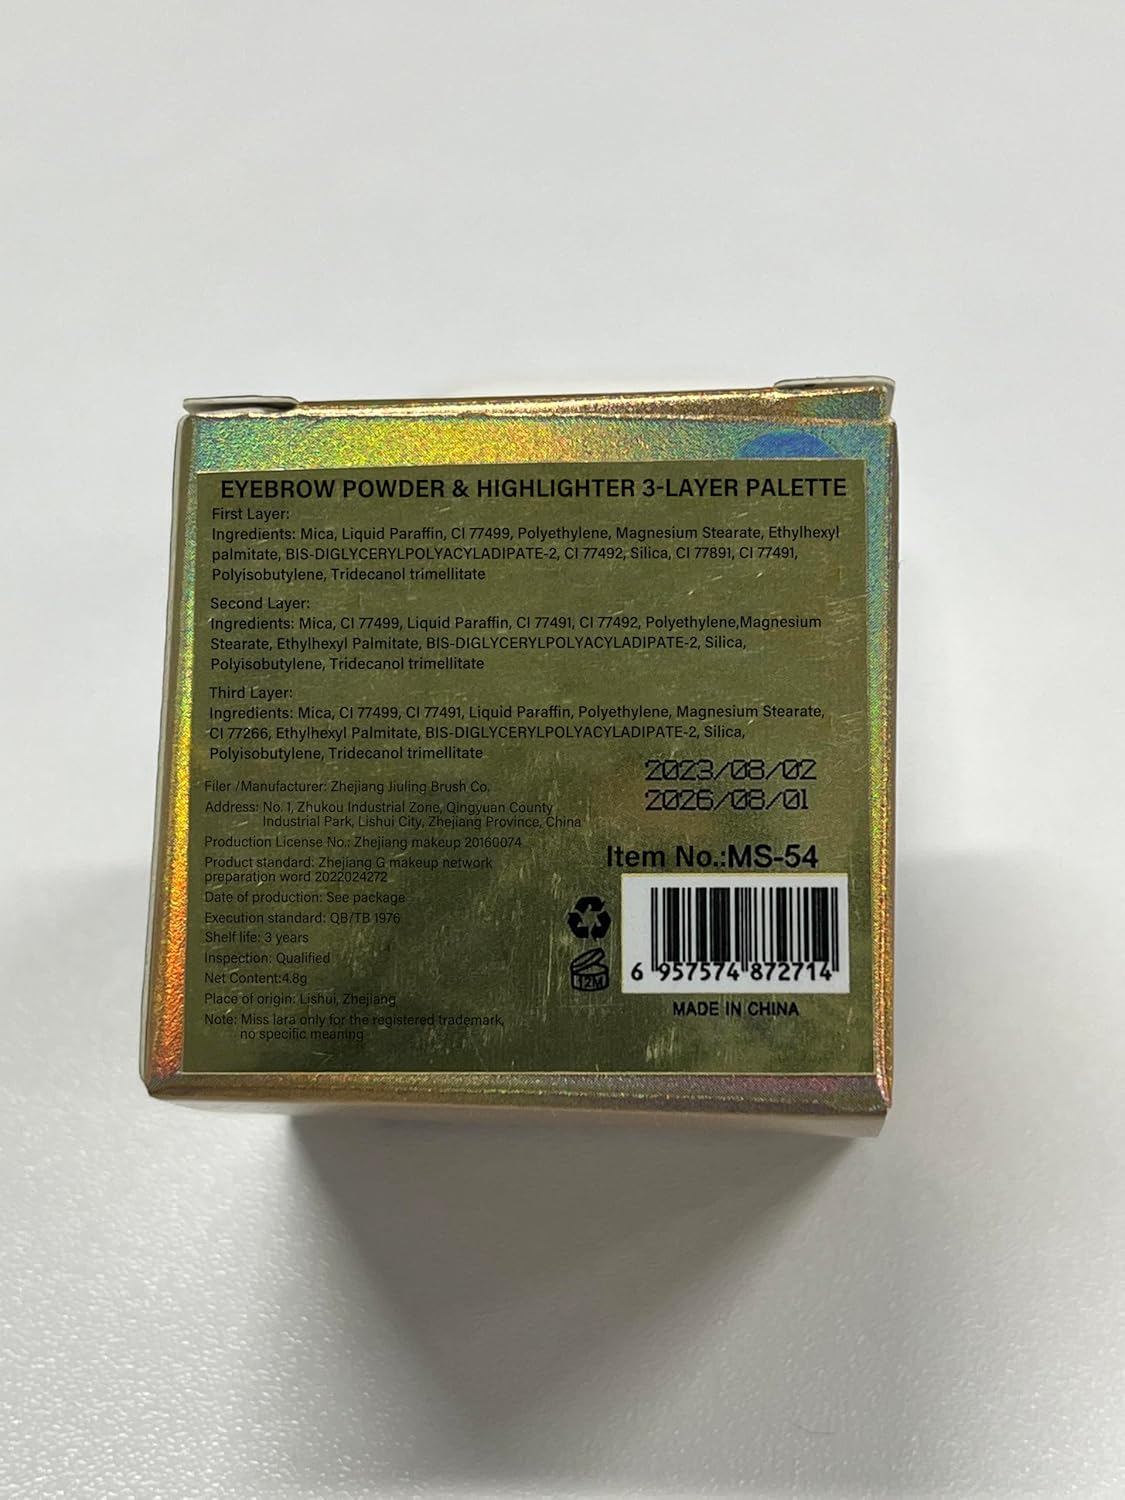 EYEBROW POWDER & HIGHLIGHTER 3-LAYER PALETTE
First Layer:
Ingredients: Mica, Liquid Paraffin, CI 77499, Polyethylene, Magnesium Stearate, Ethylhexyl
palmitate, BIS-DIGLYCERYLPOLYACYLADIPATE-2, CI 77492, Silica, CI 77891, CI 77491,
Polyisobutylene, Tridecanol trimellitate
Second Layer:
Ingredients: Mica, CI 77499, Liquid Paraffin, CI 77491, CI 77492, Polyethylene,Magnesium
Stearate, Ethylhexyl Palmitate, BIS-DIGLYCERYLPOLYACYLADIPATE-2, Silica,
Polyisobutylene, Tridecanol trimellitate
Third Layer:
Ingredients: Mica, CI 77499, CI 77491, Liquid Paraffin, Polyethylene, Magnesium Stearate,
CI 77266, Ethylhexyl Palmitate, BIS-DIGLYCERYLPOLYACYLADIPATE-2, Silica,
Polyisobutylene, Tridecanol trimellitate
Filer /Manufacturer: Zhejiang Jiuling Brush Co.
Address: No. 1, Zhukou Industrial Zone, Qingyuan County
Industrial Park, Lishui City, Zhejiang Province, China
Production License No.: Zhejiang makeup 20160074
Product standard: Zhejiang G makeup network
preparation word 2022024272
Date of production: See package
Execution standard: QB/TB 1976
Shelf life: 3 years
Inspection: Qualified
Net Content:4.8g
Place of origin: Lishui, Zhejiang
Note: Miss lara only for the registered trademark,
no specific meaning
2023/08/02
2026/08/01
Item No.:MS-54
12M
6 957574 872714
MADE IN CHINA